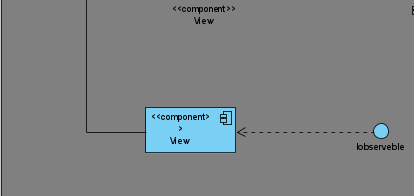 <<component>>
View
<<component>
>
View
Iobserveble